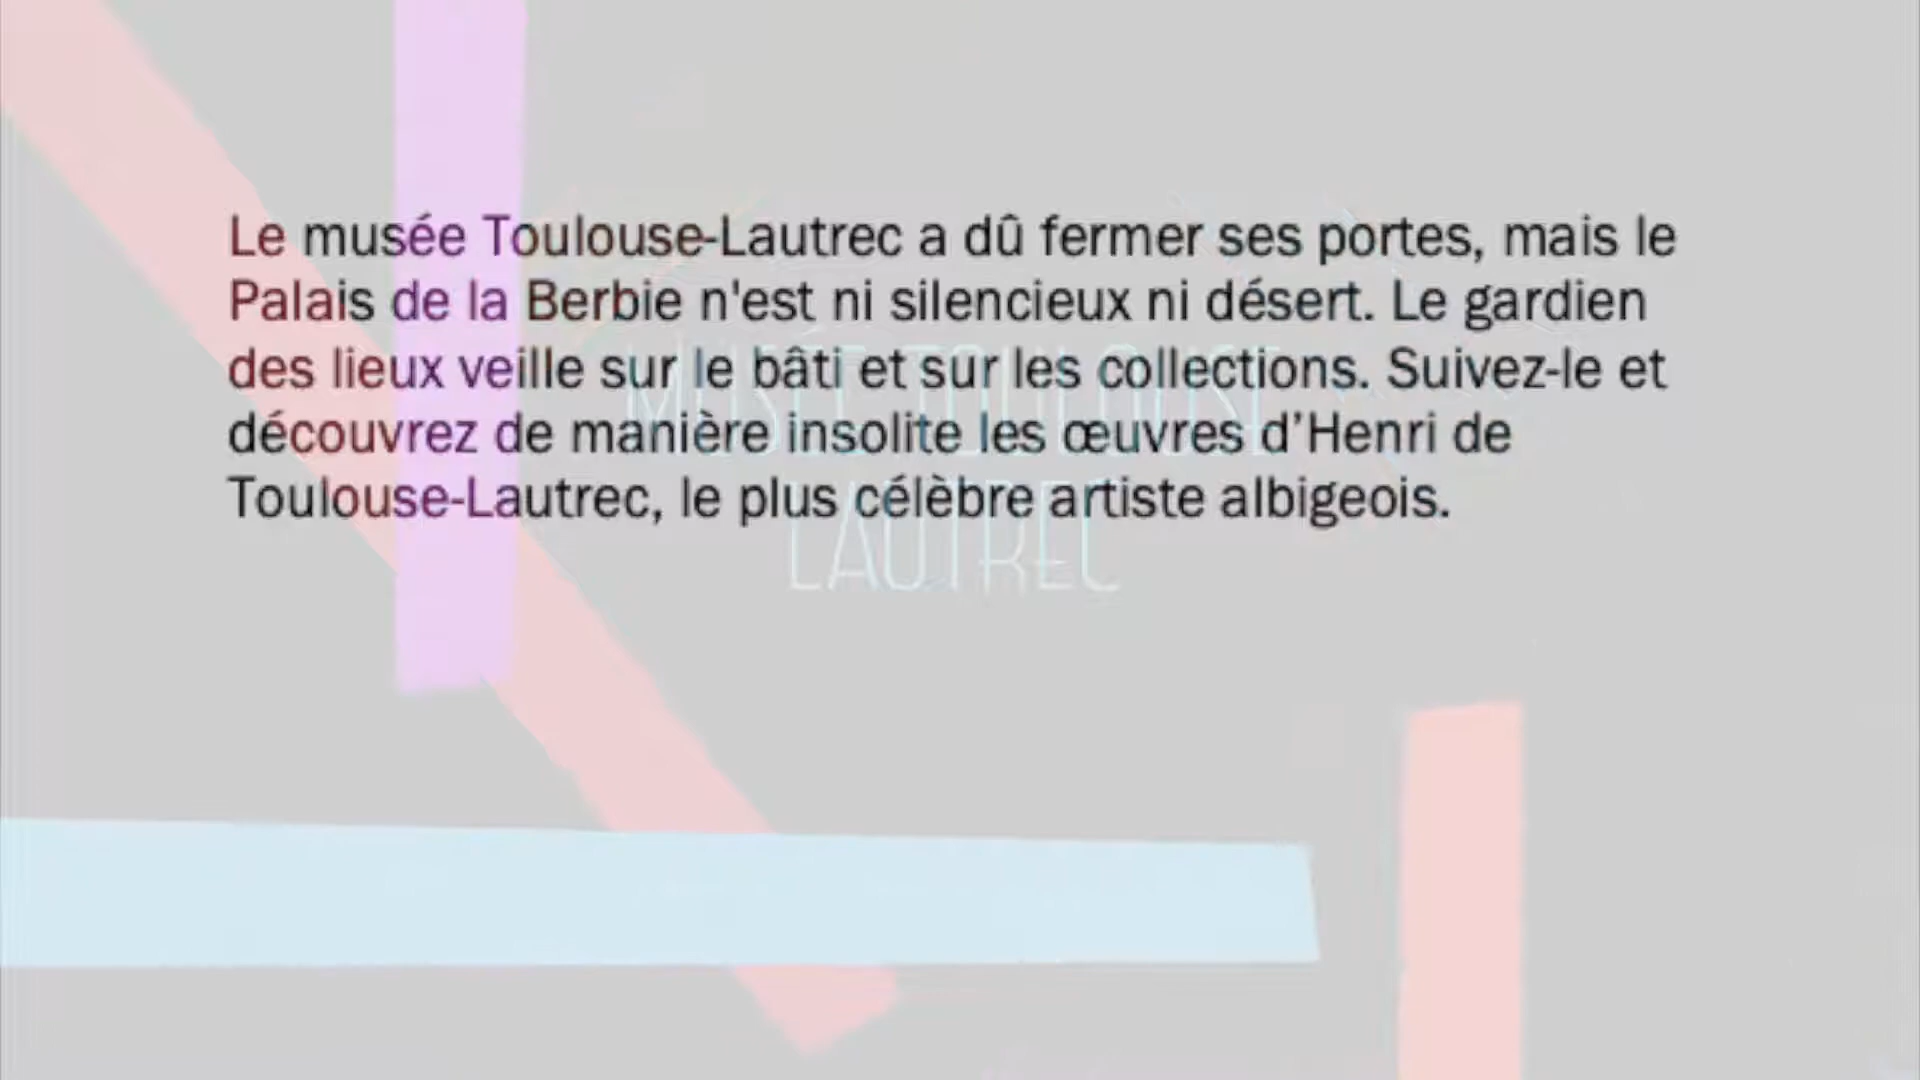 Le musée Toulouse-Lautrec a dû fermer ses portes, mais le
Palais de la Berbie n'est ni silencieux ni désert. Le gardien
des lieux veille sur le bâti et sur les collections. Suivez-le et
découvrez de manière insolite les œuvres d’Henri de
Toulouse-Lautrec, le plus célèbre artiste albigeois.
MUSÉE TOULOUSE
LAUTREC